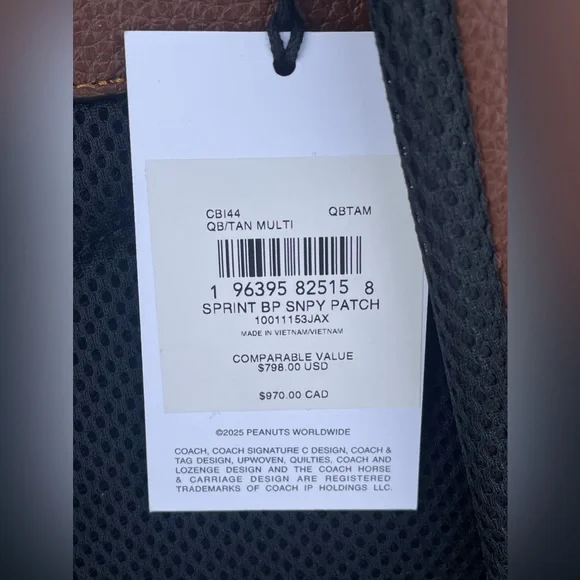 CBI44 QBTAM
QB/TAN MULTI
1 96395 82515 8
SPRINT BP SNPY PATCH
10011153JAX
MADE IN VIETNAM/VIETNAM
COMPARABLE VALUE
$798.00 USD
$970.00 CAD
©2025 PEANUTS WORLDWIDE
COACH, COACH SIGNATURE C DESIGN, COACH &
TAG DESIGN, UPWOVEN, QUILTIES, COACH AND
LOZENGE DESIGN AND THE COACH HORSE
& CARRIAGE DESIGN ARE REGISTERED
TRADEMARKS OF COACH IP HOLDINGS LLC.